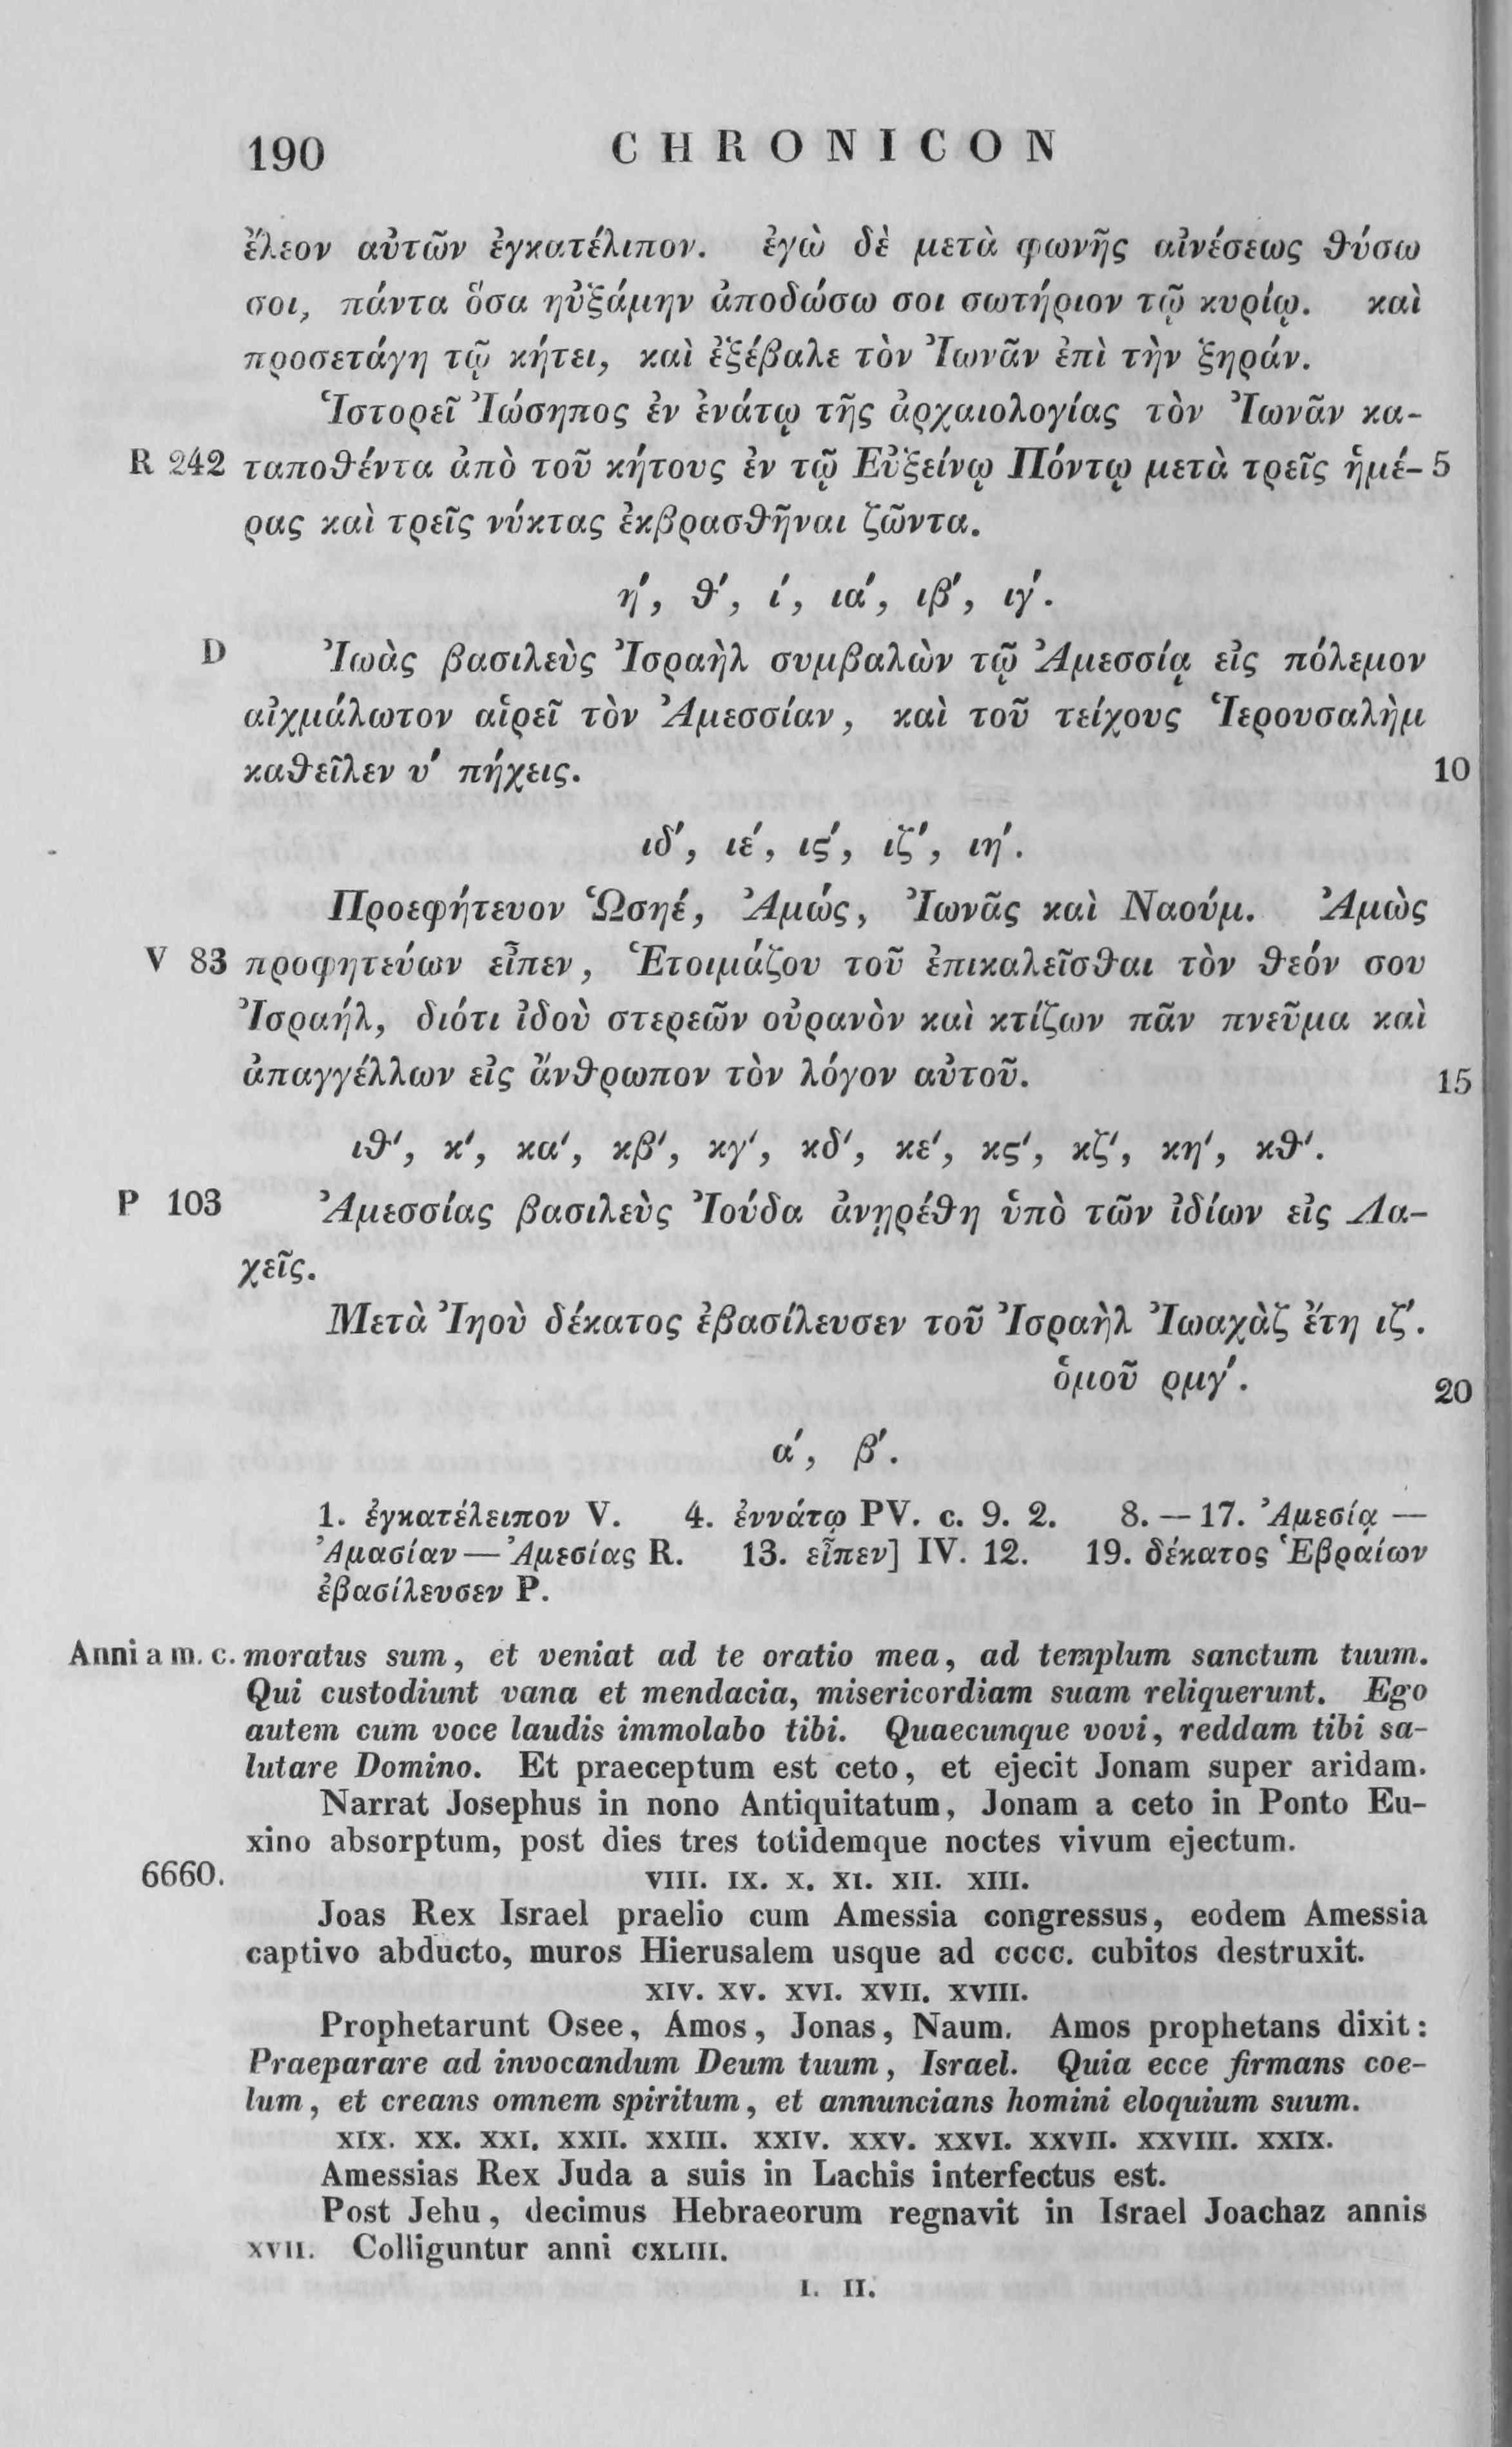 190 CHRONICON
ἔλεον αὐτῶν ἐγκατέλιπον. ἐγὼ δὲ μετὰ φωνῆς αἰνέσεως θύσω
σοι, πάντα ὅσα ηὐξάμην ἀποδώσω σοι σωτήριον τῷ κυρίῳ. καὶ
προσετάγη τῷ κήτει, καὶ ἐξέβαλε τὸν Ἰωνᾶν ἐπὶ τὴν ξηράν.
Ἱστορεῖ Ἰώσηπος ἐν ἐνάτῳ τῆς ἀρχαιολογίας τὸν Ἰωνᾶν κα-
R 242 ταποθέντα ἀπὸ τοῦ κήτους ἐν τῷ Εὐξείνῳ Πόντῳ μετὰ τρεῖς ἡμέ- 5
ρας καὶ τρεῖς νύκτας ἐκβρασθῆναι ζῶντα.
η′, θ′, ι′, ια′, ιβ′, ιγ′.
D Ἰωὰς βασιλεὺς Ἰσραὴλ συμβαλὼν τῷ Ἀμεσσίᾳ εἰς πόλεμον
αἰχμάλωτον αἱρεῖ τὸν Ἀμεσσίαν, καὶ τοῦ τείχους Ἱερουσαλὴμ
καθεῖλεν υ′ πήχεις. 10
ιδ′, ιε′, ις′, ιζ′, ιη′.
Προεφήτευον Ὡσηέ, Ἀμώς, Ἰωνᾶς καὶ Ναούμ. Ἀμὼς
V 83 προφητεύων εἶπεν, Ἑτοιμάζου τοῦ ἐπικαλεῖσθαι τὸν θεόν σου
Ἰσραήλ, διότι ἰδοὺ στερεῶν οὐρανὸν καὶ κτίζων πᾶν πνεῦμα καὶ
ἀπαγγέλλων εἰς ἄνθρωπον τὸν λόγον αὐτοῦ. 15
ιθ′, κ′, κα′, κβ′, κγ′, κδ′, κε′, κς′, κζ′, κη′, κθ′.
P 103 Ἀμεσσίας βασιλεὺς Ἰούδα ἀνῃρέθη ὑπὸ τῶν ἰδίων εἰς Λα-
χεῖς.
Μετὰ Ἰηοὺ δέκατος ἐβασίλευσεν τοῦ Ἰσραὴλ Ἰωαχὰζ ἔτη ιζ′.
ὁμοῦ ρμγ′. 20
α′, β′.
1. ἐγκατέλειπον V. 4. ἐννάτῳ PV. c. 9. 2. 8. — 17. Ἀμεσίᾳ —
Ἀμασίαν — Ἀμεσίας R. 13. εἶπεν] IV. 12. 19. δέκατος Ἑβραίων
ἐβασίλευσεν P.
Anni a m. c. moratus sum, et veniat ad te oratio mea, ad templum sanctum tuum.
Qui custodiunt vana et mendacia, misericordiam suam reliquerunt. Ego
autem cum voce laudis immolabo tibi. Quaecunque vovi, reddam tibi sa-
lutare Domino. Et praeceptum est ceto, et ejecit Jonam super aridam.
Narrat Josephus in nono Antiquitatum, Jonam a ceto in Ponto Eu-
xino absorptum, post dies tres totidemque noctes vivum ejectum.
6660. VIII. IX. X. XI. XII. XIII.
Joas Rex Israel praelio cum Amessia congressus, eodem Amessia
captivo abducto, muros Hierusalem usque ad CCCC. cubitos destruxit.
XIV. XV. XVI. XVII. XVIII.
Prophetarunt Osee, Amos, Jonas, Naum. Amos prophetans dixit:
Praeparare ad invocandum Deum tuum, Israel. Quia ecce firmans coe-
lum, et creans omnem spiritum, et annuncians homini eloquium suum.
XIX. XX. XXI. XXII. XXIII. XXIV. XXV. XXVI. XXVII. XXVIII. XXIX.
Amessias Rex Juda a suis in Lachis interfectus est.
Post Jehu, decimus Hebraeorum regnavit in Israel Joachaz annis
XVII. Colliguntur anni CXLIII.
I. II.